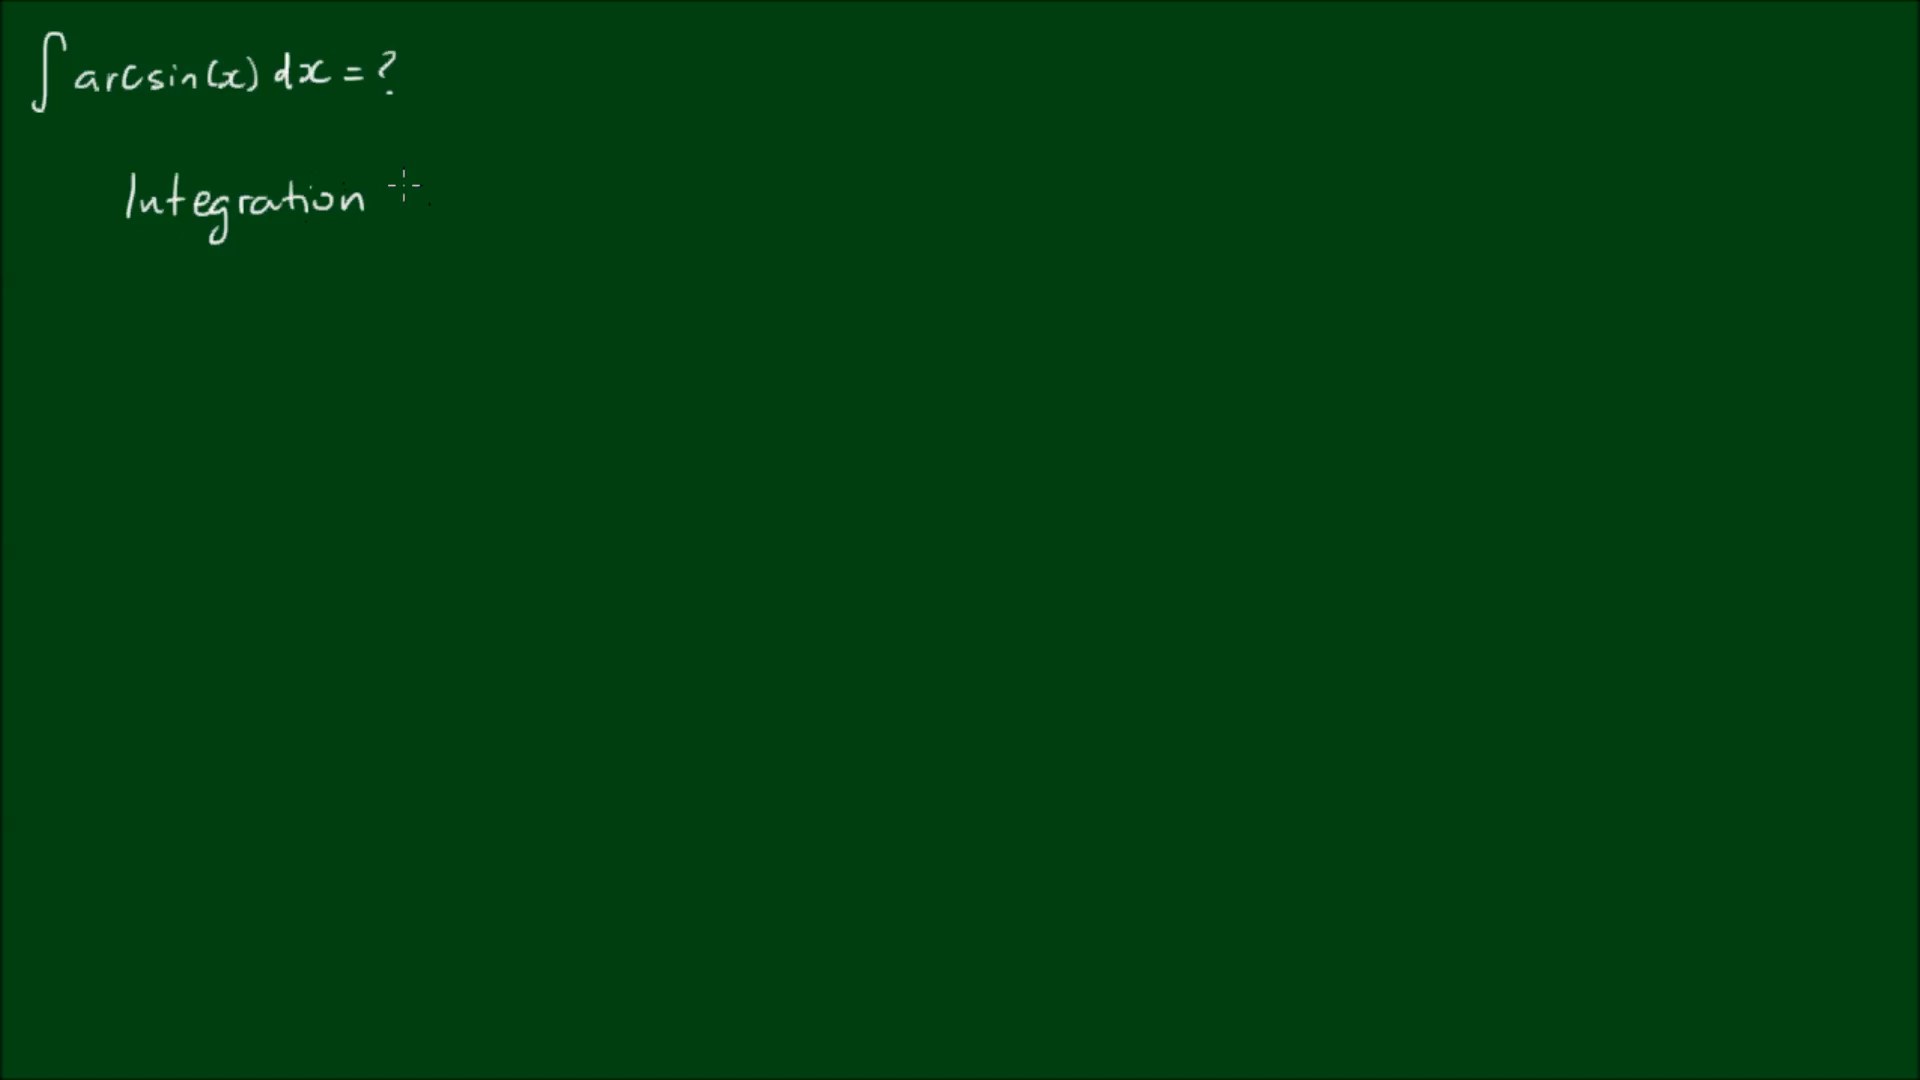 ∫ arcsin(x) dx = ?
Integration